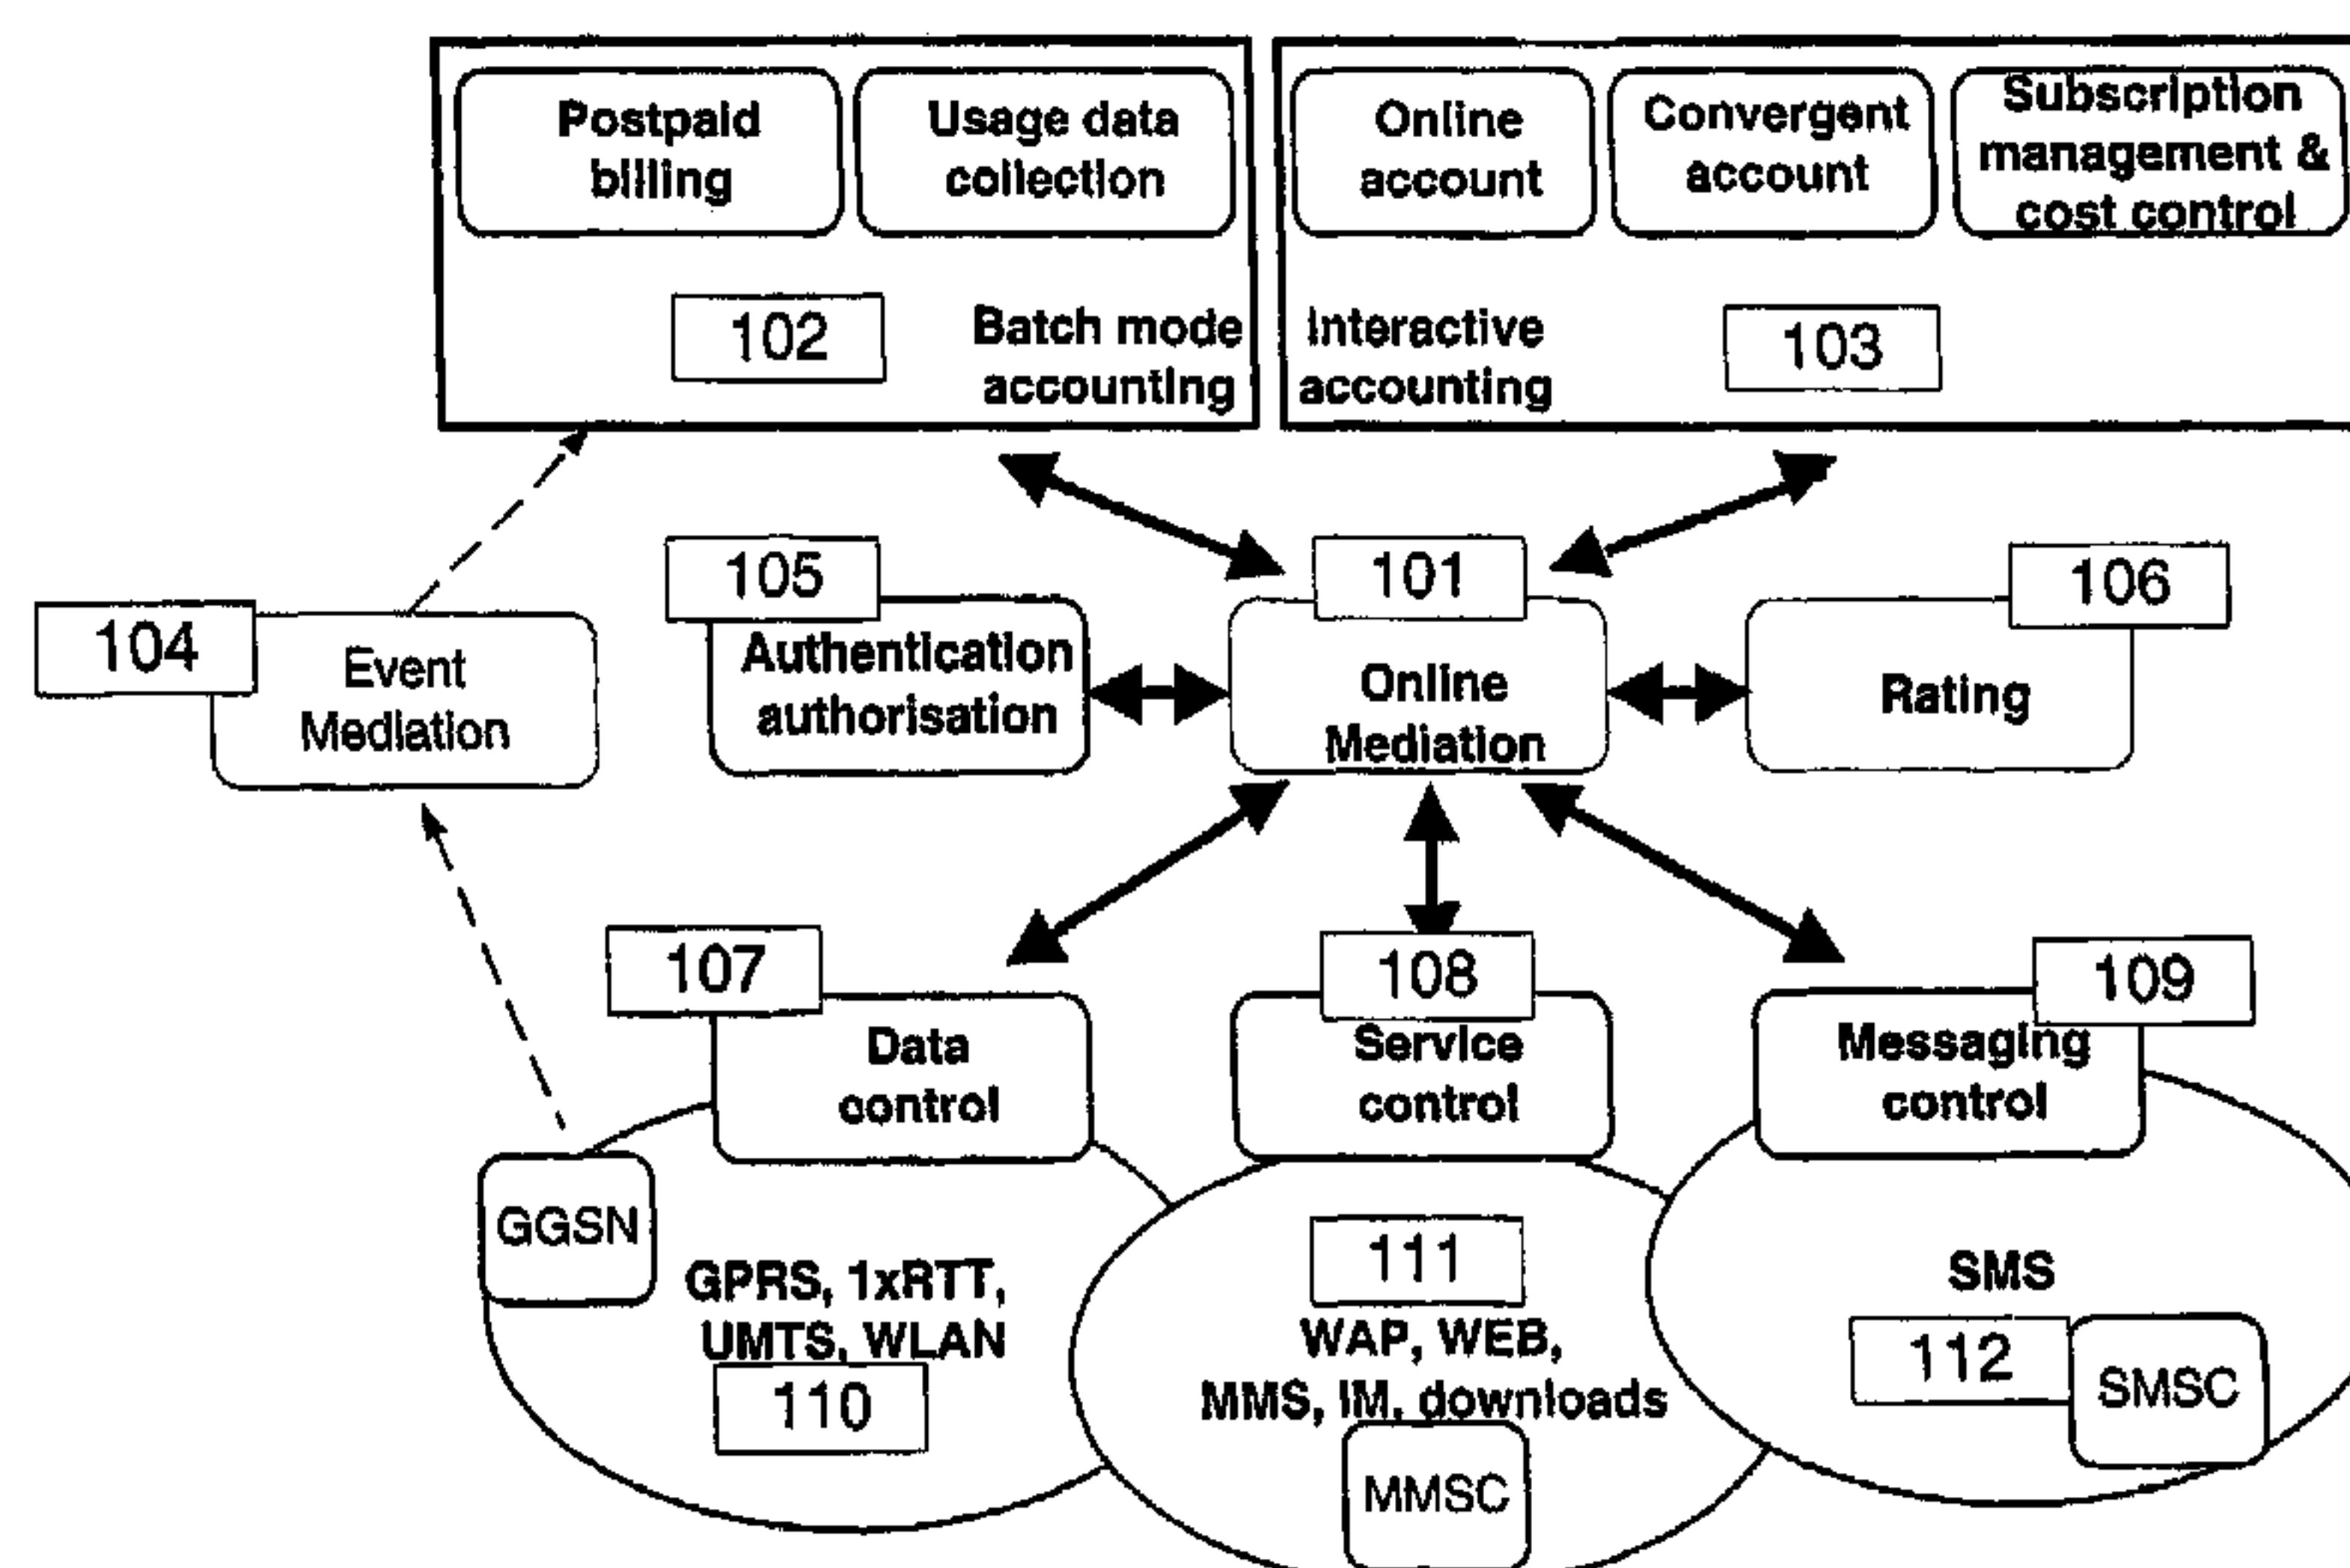 Postpaid
billing
Usage data
collection
Online
account
Convergent
account
Subscription
management &
cost control
102
Batch mode
accounting
Interactive
accounting
103
104
Event
Mediation
105
Authentication
authorisation
101
Online
Mediation
106
Rating
107
Data
control
108
Service
control
109
Messaging
control
GGSN
GPRS, 1xRTT,
UMTS, WLAN
110
111
WAP, WEB,
MMS, IM, downloads
MMSC
SMS
112
SMSC